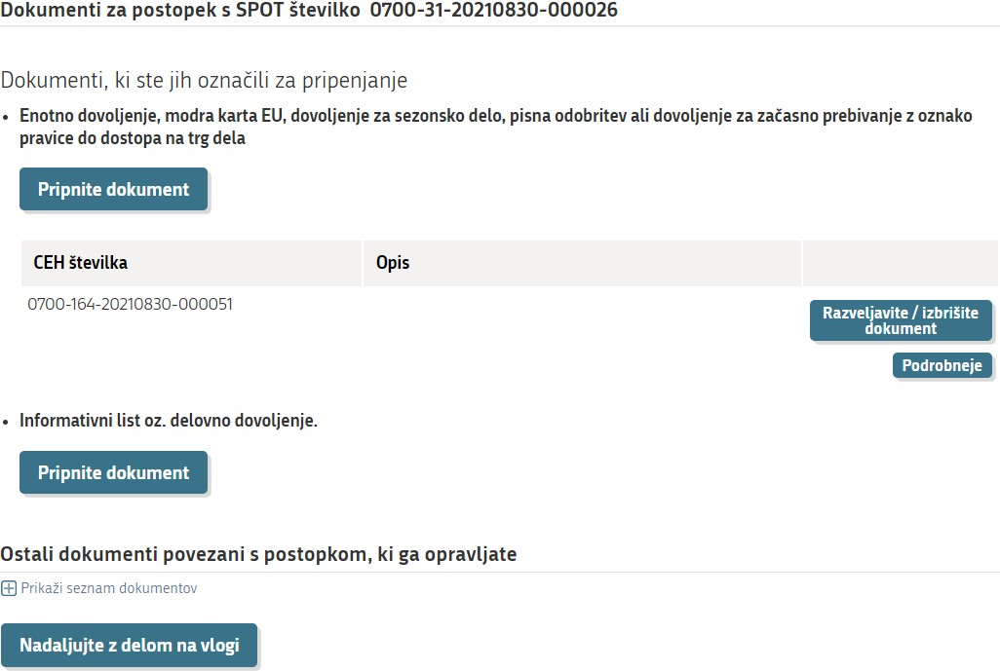 Dokumenti za postopek s SPOT številko 0700-31-20210830-000026
Dokumenti, ki ste jih označili za pripenjanje
• Enotno dovoljenje, modra karta EU, dovoljenje za sezonsko delo, pisna odobritev ali dovoljenje za začasno prebivanje z oznako
pravice do dostopa na trg dela
Pripnite dokument
CEH številka Opis
0700-164-20210830-000051
Razveljavite / izbrišite
dokument
Podrobneje
• Informativni list oz. delovno dovoljenje.
Pripnite dokument
Ostali dokumenti povezani s postopkom, ki ga opravljate
Prikaži seznam dokumentov
Nadaljujte z delom na vlogi